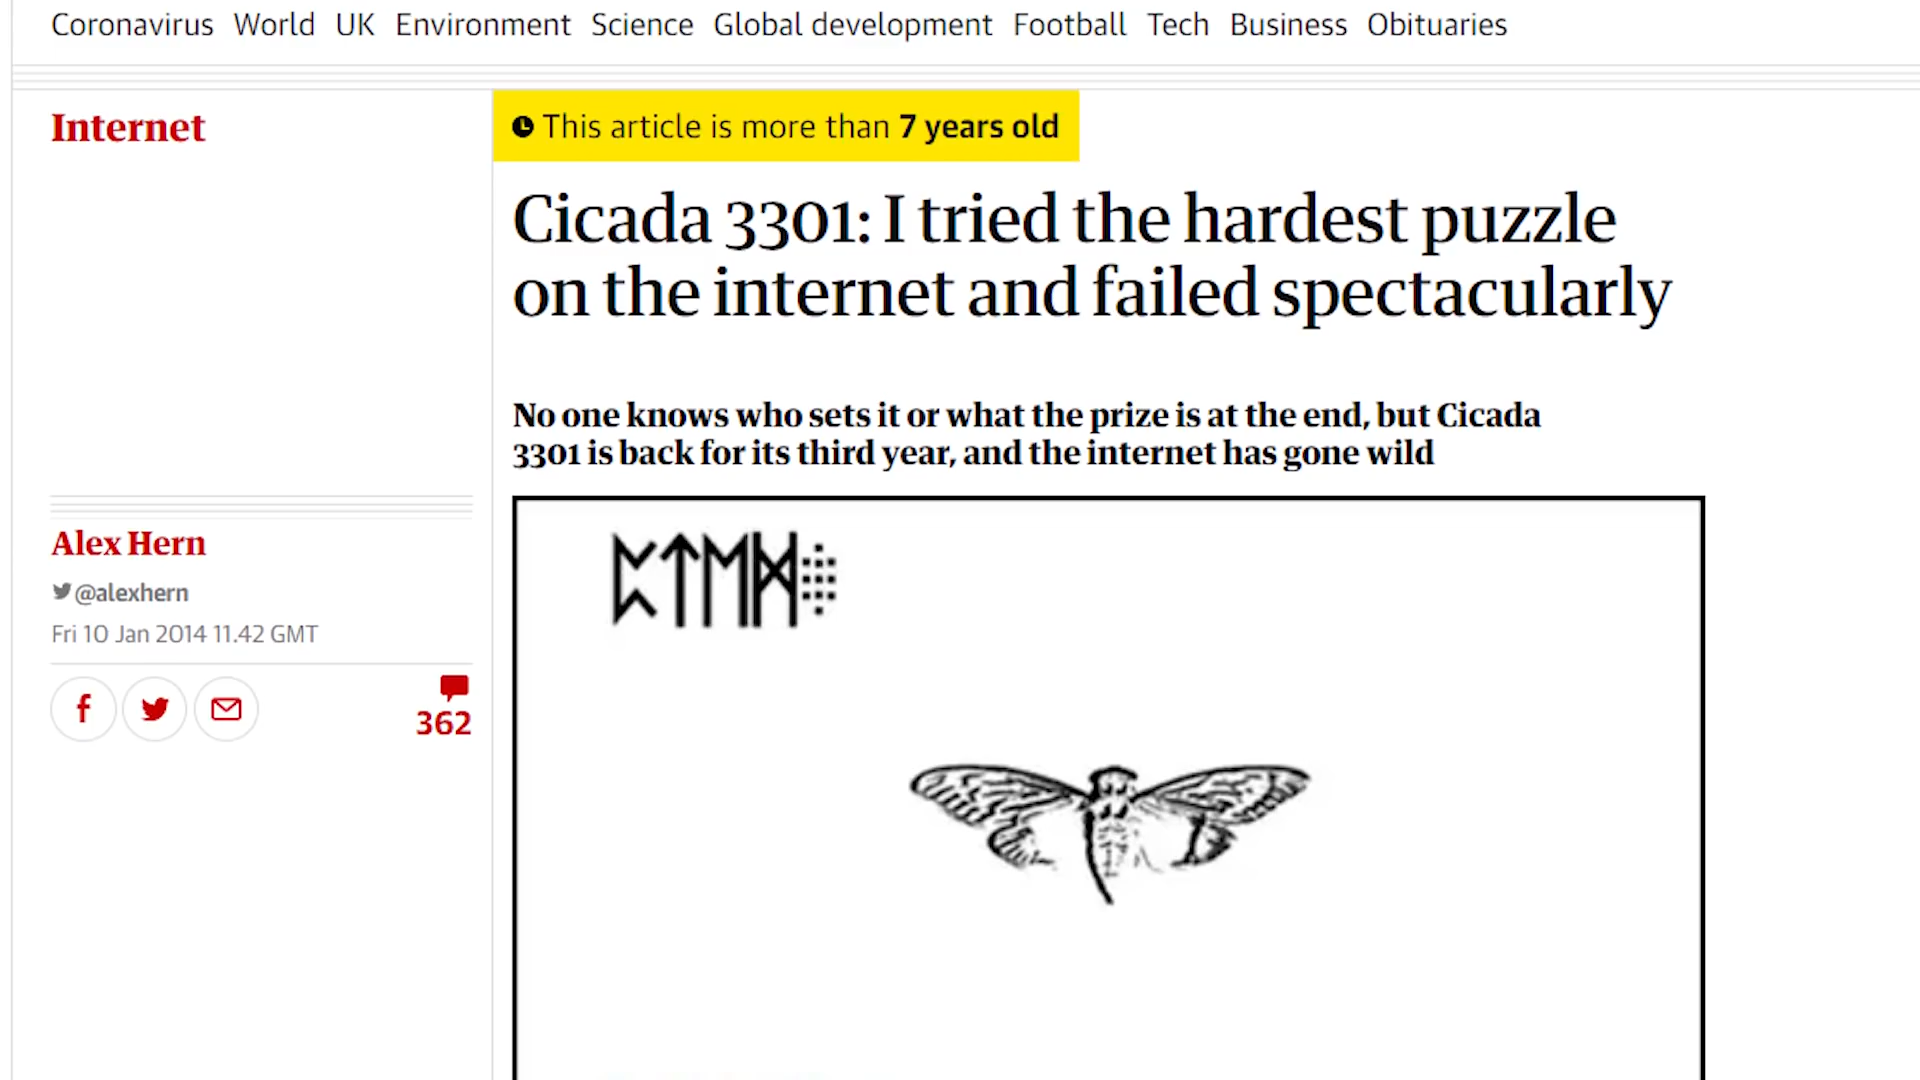 Coronavirus World UK Environment Science Global development Football Tech Business Obituaries
Internet
This article is more than 7 years old
Cicada 3301: I tried the hardest puzzle
on the internet and failed spectacularly
No one knows who sets it or what the prize is at the end, but Cicada
3301 is back for its third year, and the internet has gone wild
Alex Hern
@alexhern
Fri 10 Jan 2014 11.42 GMT
362
ᛈᛏᛖᛗ